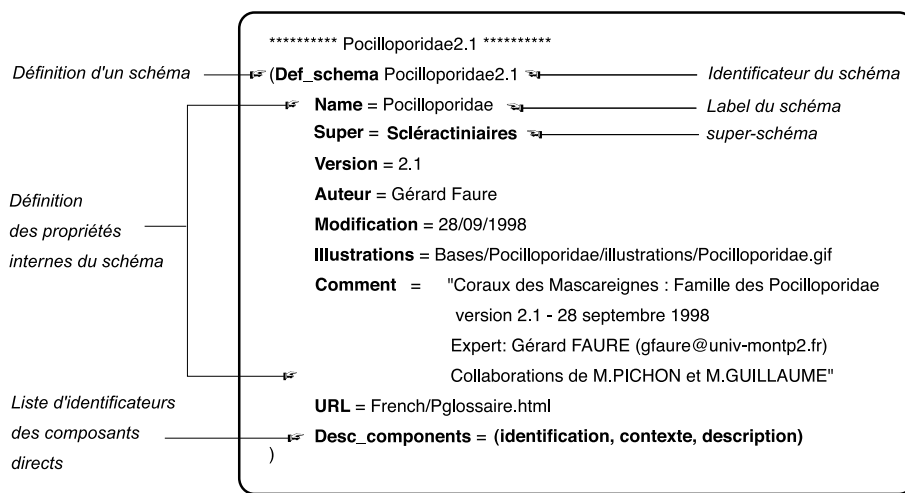 ********** Pocilloporidae2.1 **********
Définition d'un schéma
(Def_schema Pocilloporidae2.1
Identificateur du schéma
Name = Pocilloporidae
Label du schéma
Super = Scléractiniaires
super-schéma
Version = 2.1
Auteur = Gérard Faure
Définition
des propriétés
internes du schéma
Modification = 28/09/1998
Illustrations = Bases/Pocilloporidae/illustrations/Pocilloporidae.gif
Comment = "Coraux des Mascareignes : Famille des Pocilloporidae
version 2.1 - 28 septembre 1998
Expert: Gérard FAURE (gfaure@univ-montp2.fr)
Collaborations de M.PICHON et M.GUILLAUME"
Liste d'identificateurs
des composants
directs
URL = French/Pglossaire.html
Desc_components = (identification, contexte, description)
)